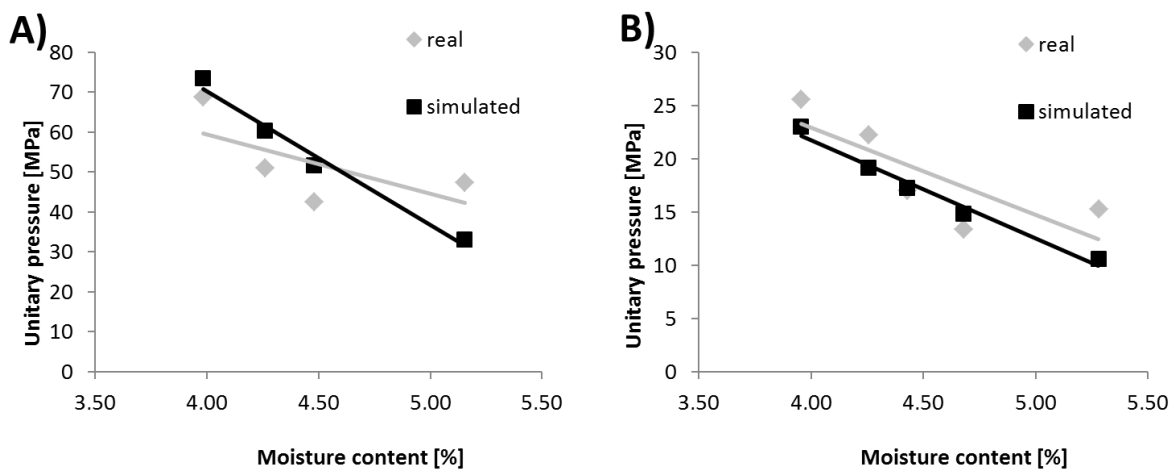 A)
real
simulated
80
70
60
50
40
30
20
10
0
3.50 4.00 4.50 5.00 5.50
Unitary pressure [MPa]
Moisture content [%]
B)
real
simulated
30
25
20
15
10
5
0
3.50 4.00 4.50 5.00 5.50
Unitary pressure [MPa]
Moisture content [%]